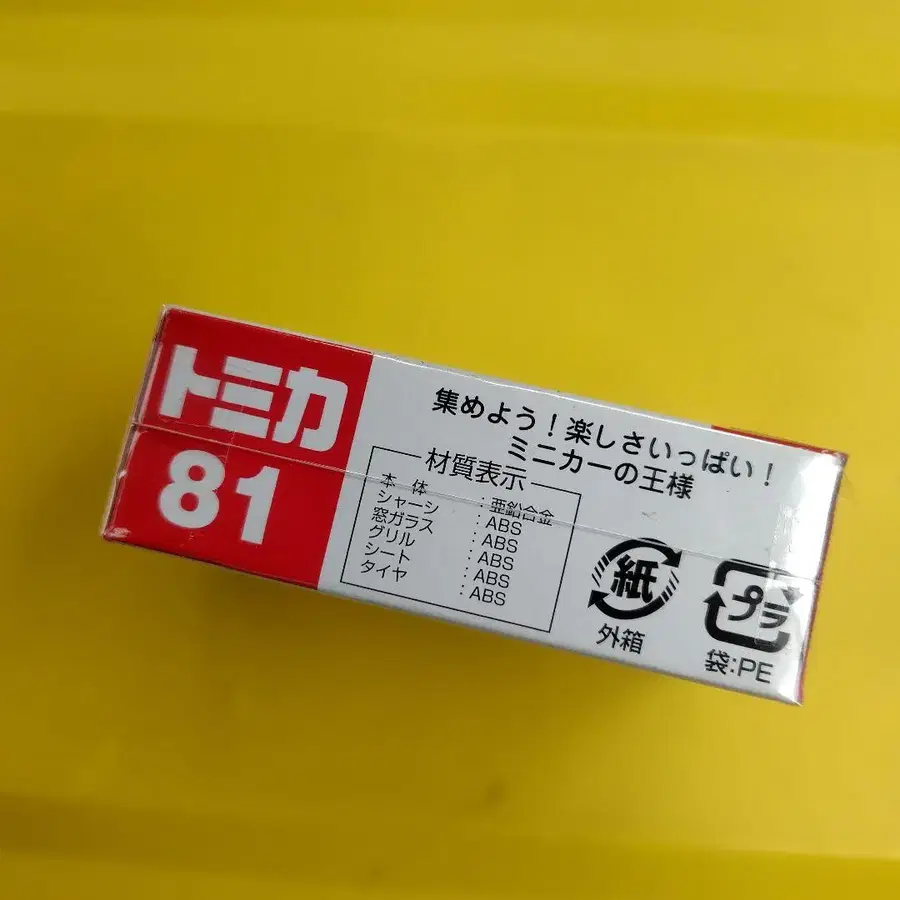 トミカ
81
集めよう！楽しさいっぱい！
ミニカーの王様
材質表示
本 体 : 亜鉛合金
シャーシ : ABS
窓ガラス : ABS
グリル : ABS
シート : ABS
タイヤ : ABS
紙
外箱
プラ
袋:PE